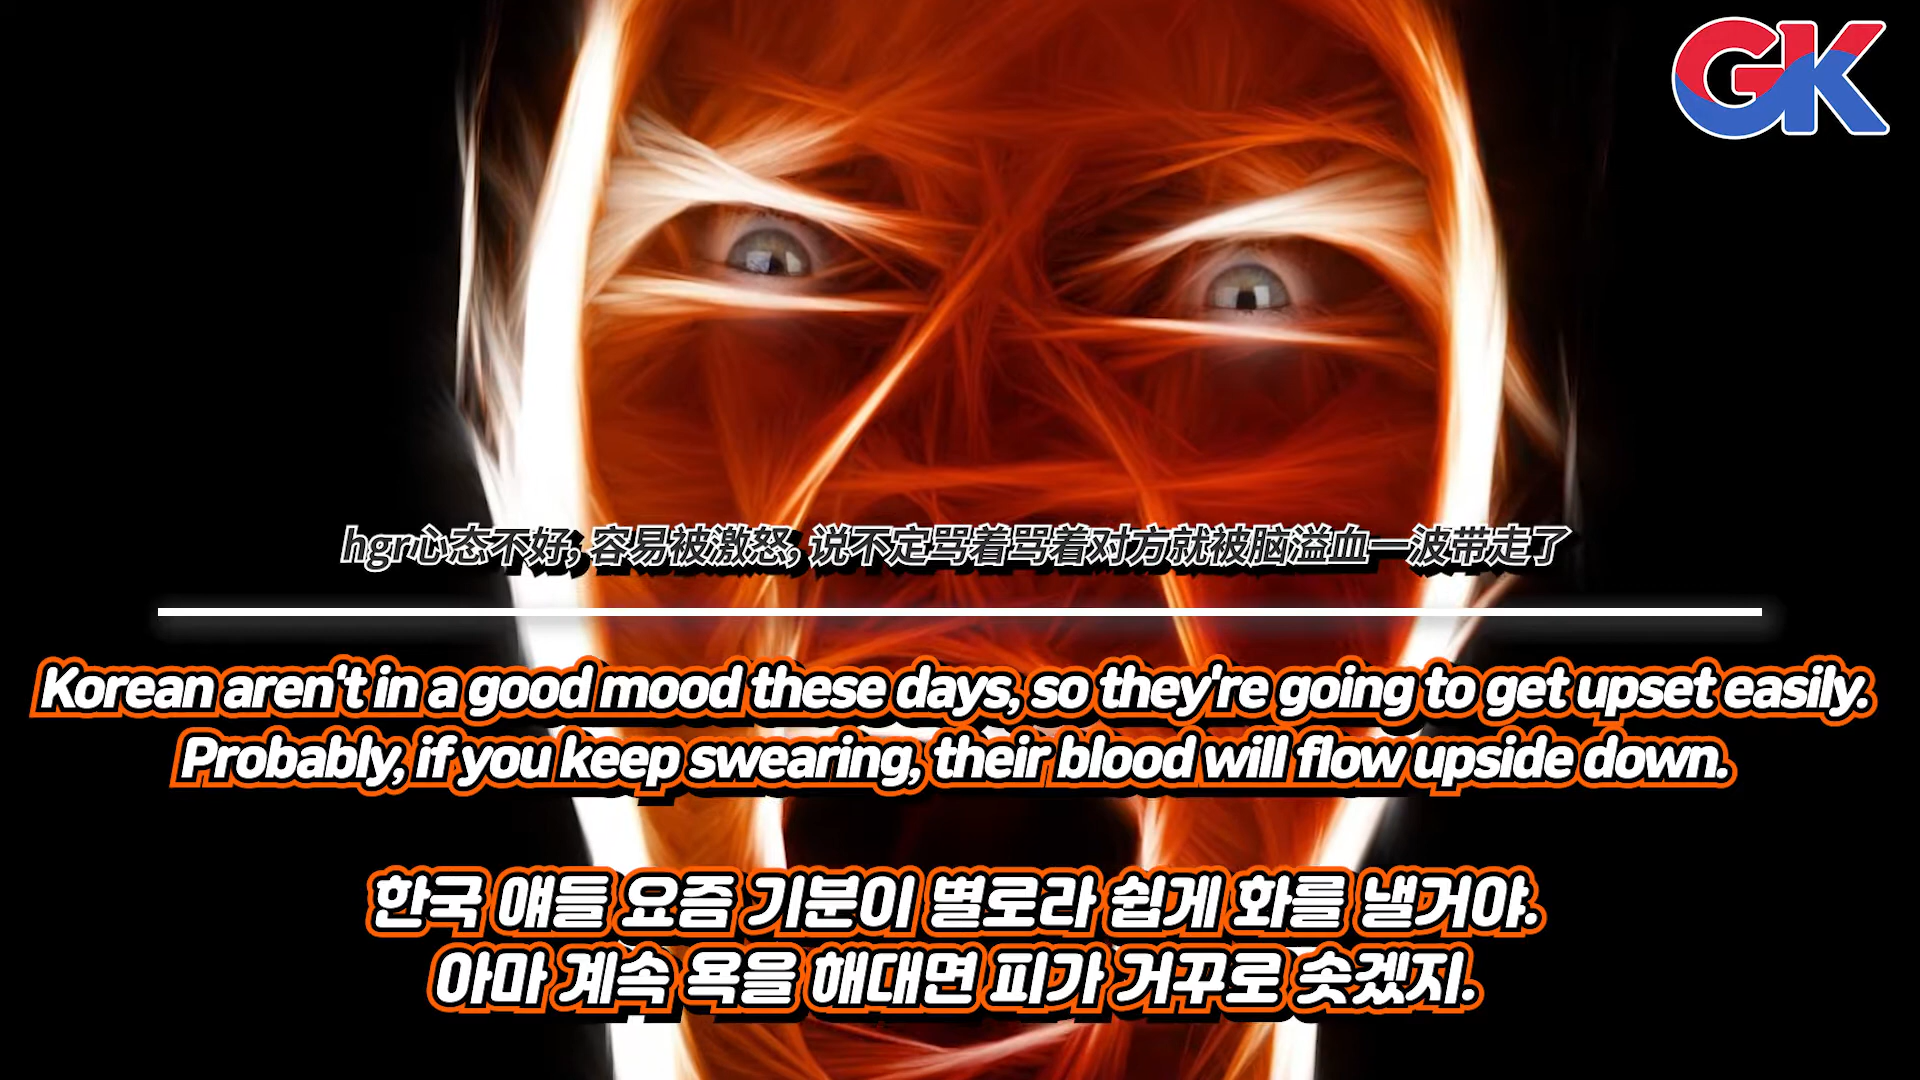 GK
hgr心态不好, 容易被激怒, 说不定骂着骂着对方就被脑溢血一波带走了
Korean aren't in a good mood these days, so they're going to get upset easily.
Probably, if you keep swearing, their blood will flow upside down.
한국 얘들 요즘 기분이 별로라 쉽게 화를 낼거야.
아마 계속 욕을 해대면 피가 거꾸로 솟겠지.